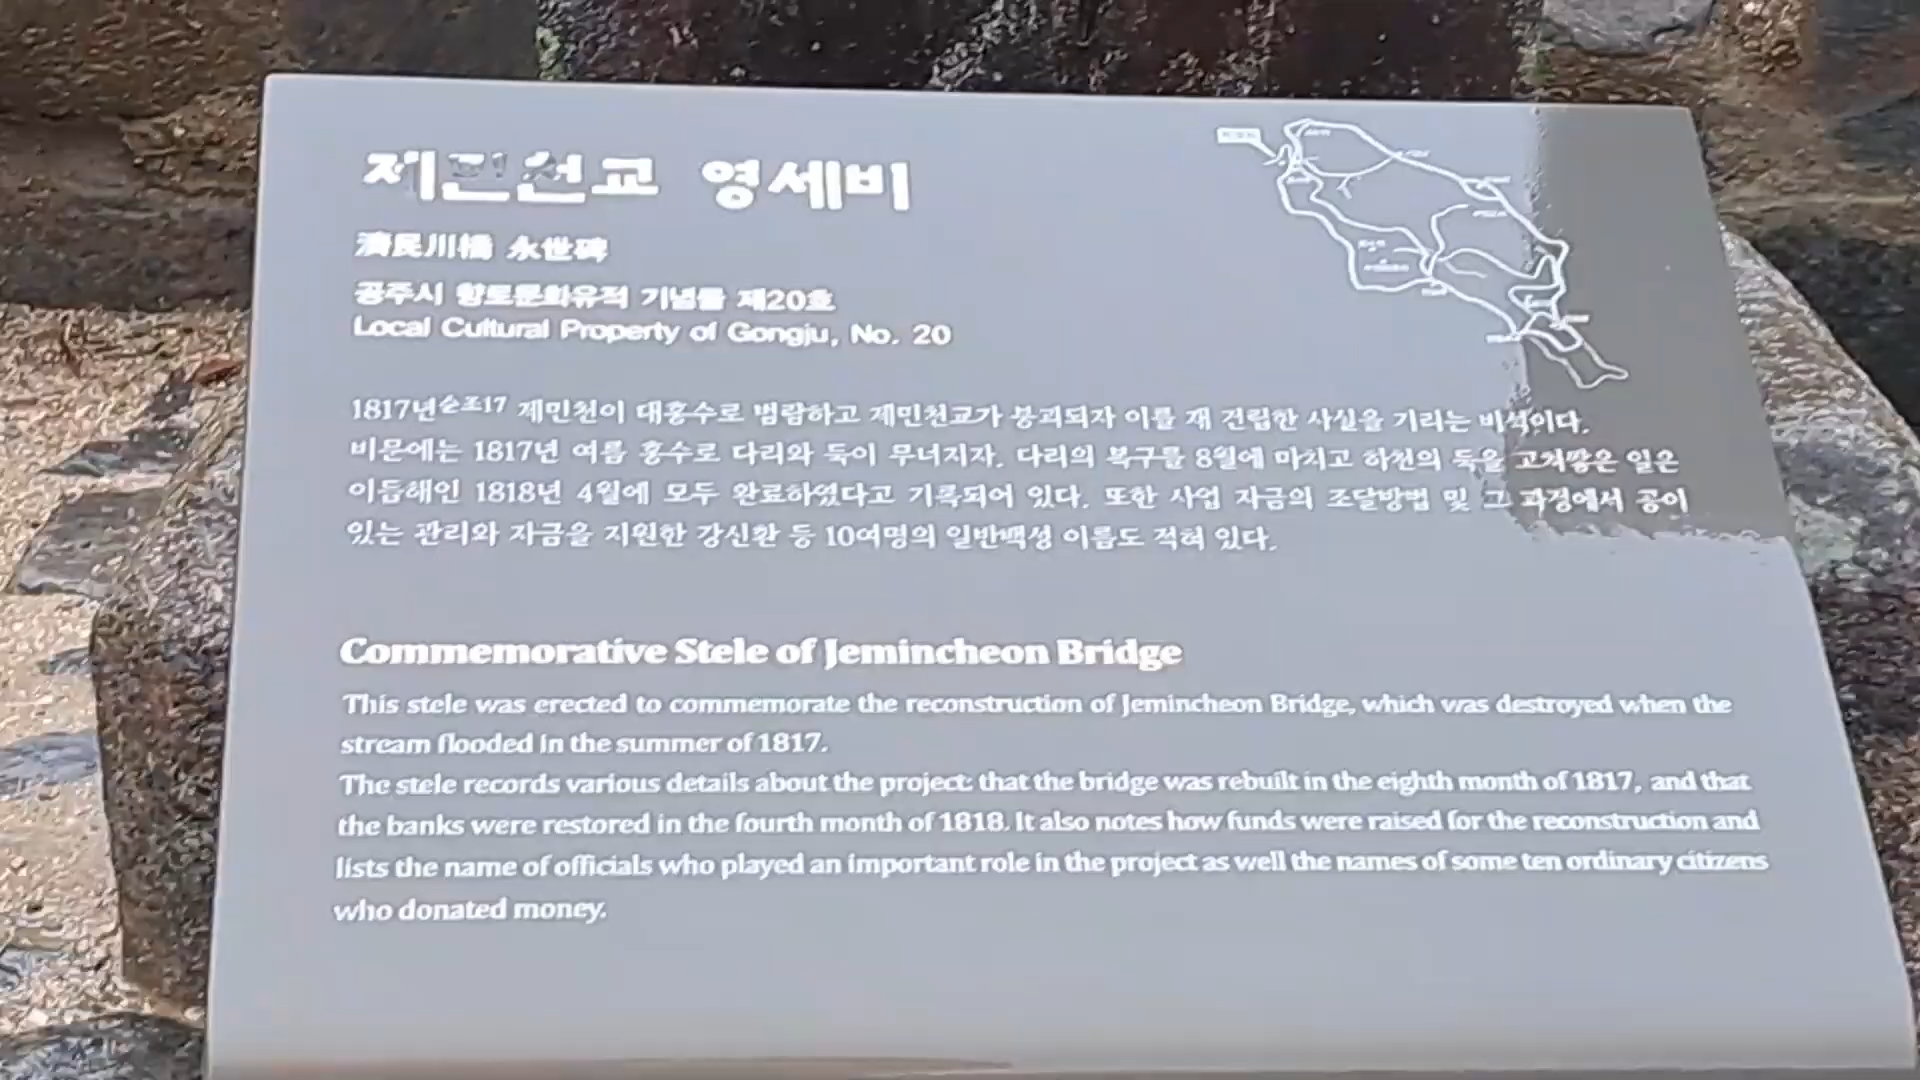 제민천교 영세비
濟民川橋 永世碑
공주시 향토문화유적 기념물 제20호
Local Cultural Property of Gongju, No. 20
1817년순조17 제민천이 대홍수로 범람하고 제민천교가 붕괴되자 이를 재 건립한 사실을 기리는 비석이다.
비문에는 1817년 여름 홍수로 다리와 둑이 무너지자, 다리의 복구를 8월에 마치고 하천의 둑을 고쳐쌓은 일은
이듬해인 1818년 4월에 모두 완료하였다고 기록되어 있다. 또한 사업 자금의 조달방법 및 그 과정에서 공이
있는 관리와 자금을 지원한 강신환 등 10여명의 일반백성 이름도 적혀 있다.
Commemorative Stele of Jemincheon Bridge
This stele was erected to commemorate the reconstruction of Jemincheon Bridge, which was destroyed when the
stream flooded in the summer of 1817.
The stele records various details about the project: that the bridge was rebuilt in the eighth month of 1817, and that
the banks were restored in the fourth month of 1818. It also notes how funds were raised for the reconstruction and
lists the name of officials who played an important role in the project as well the names of some ten ordinary citizens
who donated money.